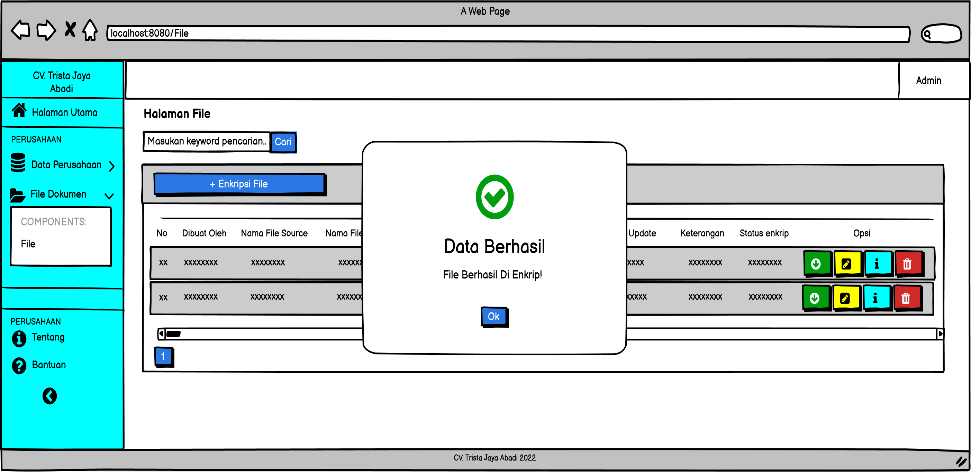 A Web Page
localhost:8080/File
CV. Trista Jaya
Abadi
Admin
Halaman Utama
PERUSAHAAN
Data Perusahaan
File Dokumen
COMPONENTS:
File
PERUSAHAAN
Tentang
Bantuan
Halaman File
Masukan keyword pencarian.. Cari
+ Enkripsi File
No Dibuat Oleh Nama File Source Nama File Update Keterangan Status enkrip Opsi
xx xxxxxxxx xxxxxxxx xxxxx xxxx xxxxxxxx xxxxxxxx
xx xxxxxxxx xxxxxxxx xxxxxx xxxxx xxxxxxxx xxxxxxxx
1
Data Berhasil
File Berhasil Di Enkrip!
Ok
CV. Trista Jaya Abadi 2022